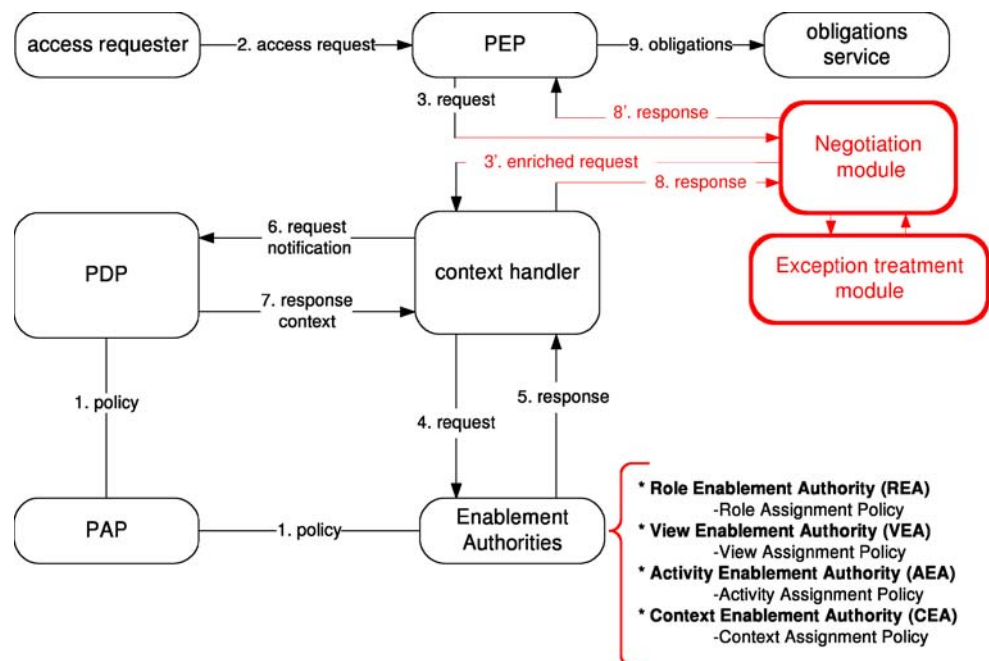 access requester
2. access request
PEP
9. obligations
obligations
service
3. request
8'. response
Negotiation
module
3'. enriched request
8. response
6. request
notification
PDP
context handler
Exception treatment
module
7. response
context
1. policy
4. request
5. response
PAP
1. policy
Enablement
Authorities
* Role Enablement Authority (REA)
-Role Assignment Policy
* View Enablement Authority (VEA)
-View Assignment Policy
* Activity Enablement Authority (AEA)
-Activity Assignment Policy
* Context Enablement Authority (CEA)
-Context Assignment Policy